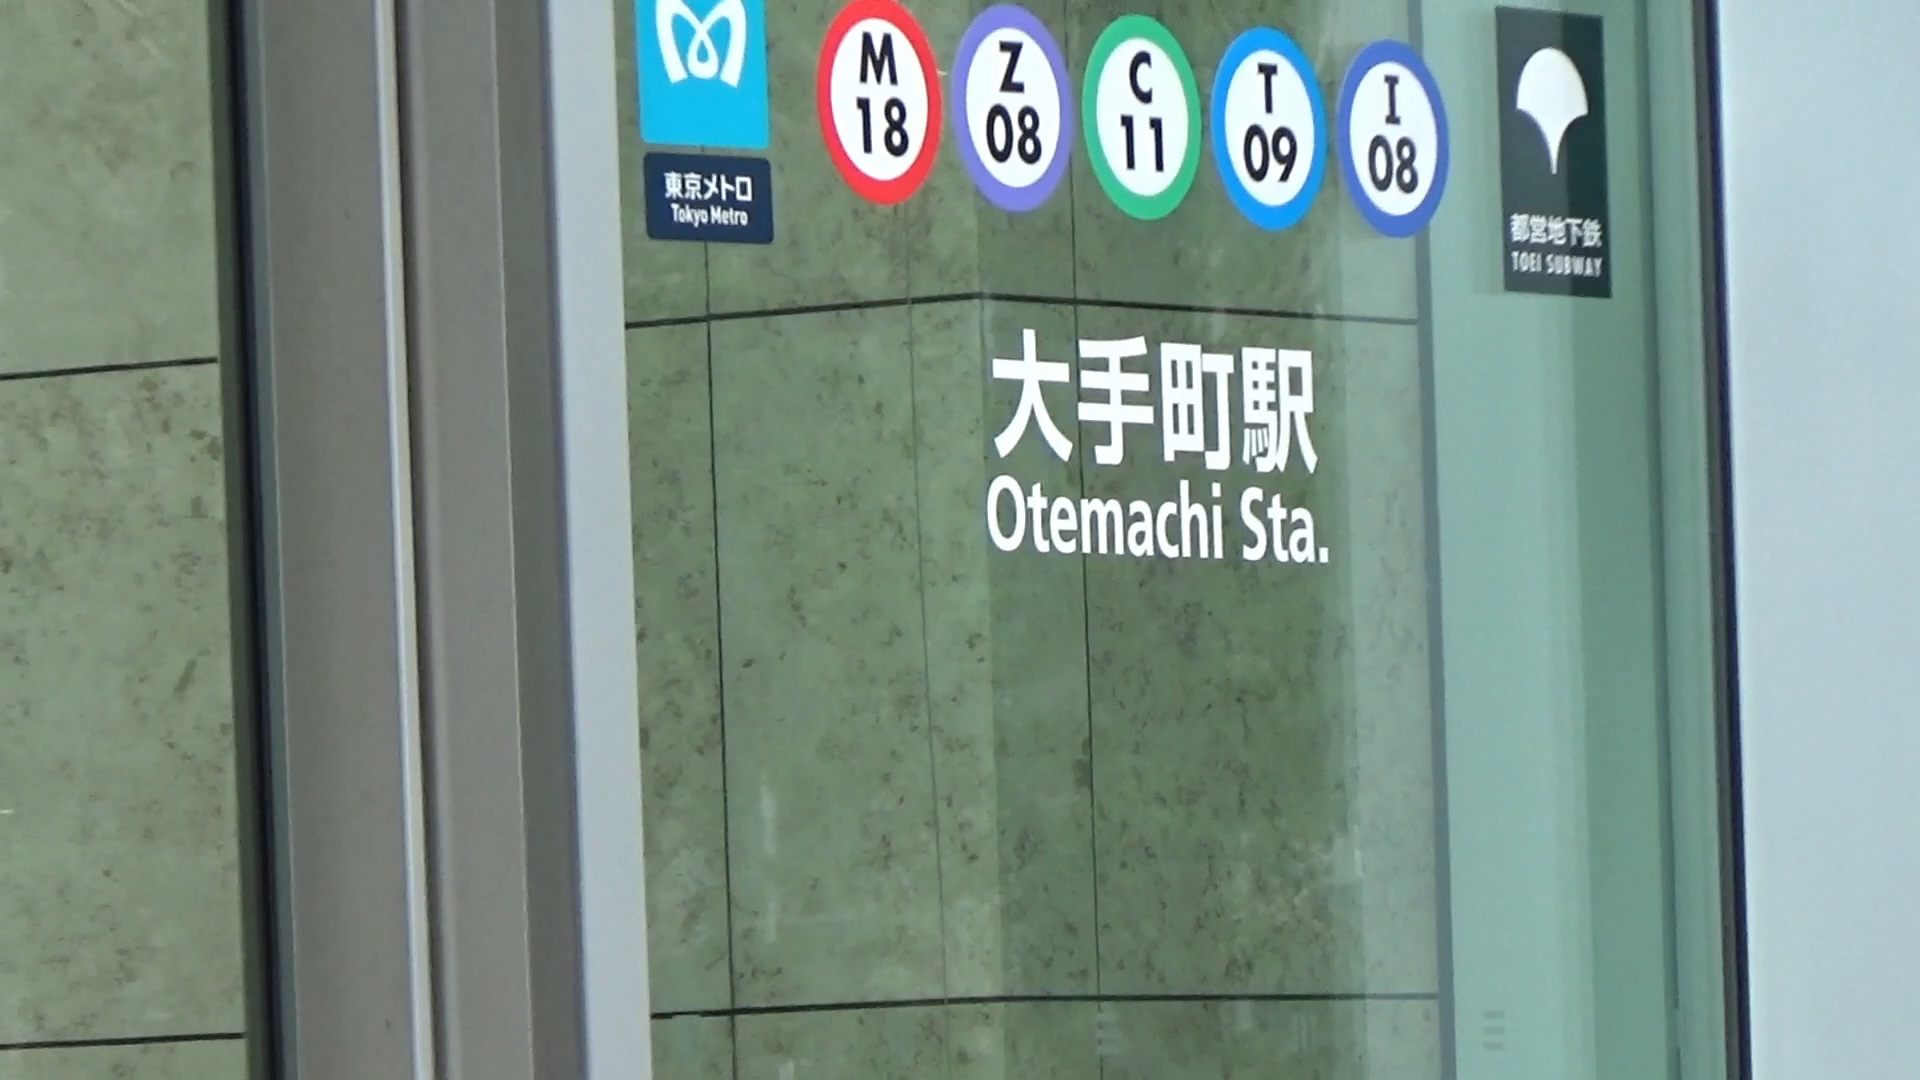 M 18
Z 08
C 11
T 09
I 08
東京メトロ
Tokyo Metro
都営地下鉄
TOEI SUBWAY
大手町駅
Otemachi Sta.